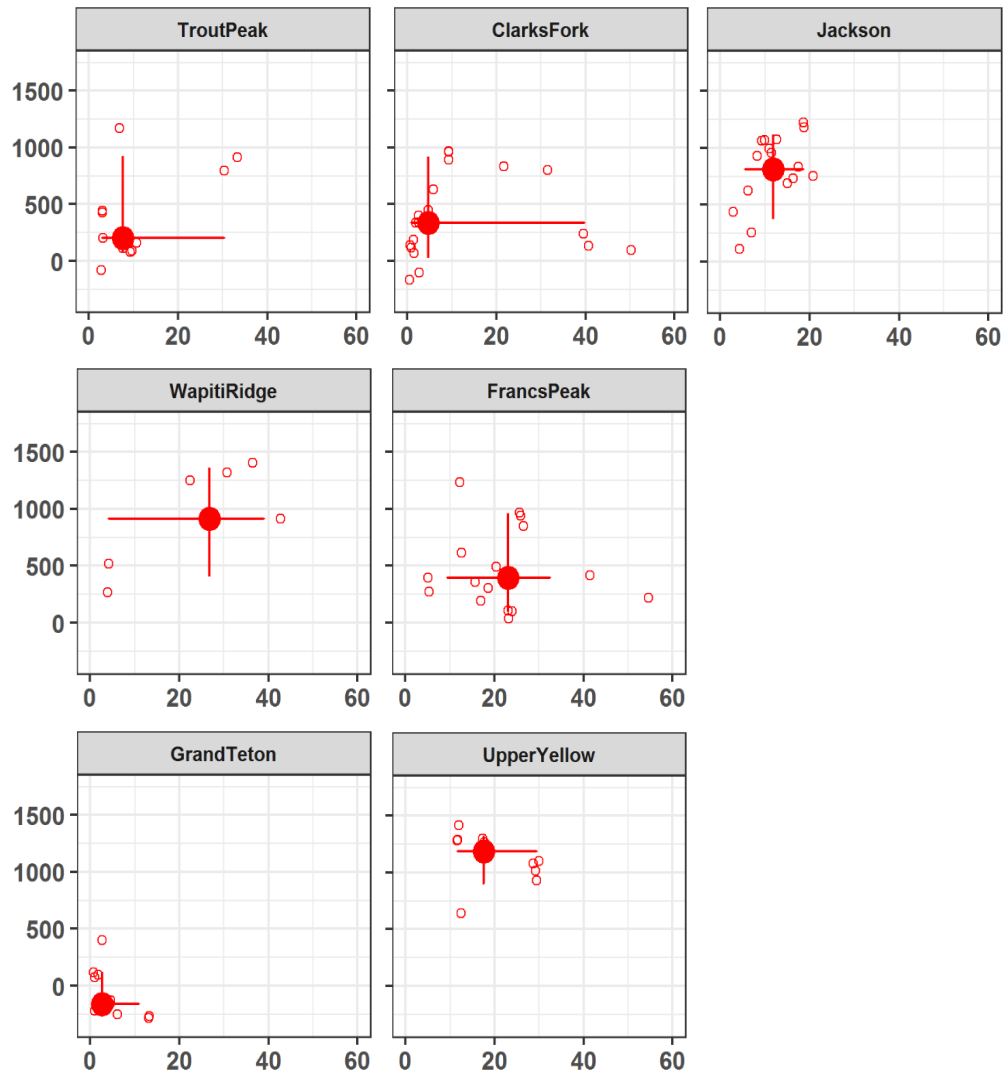 TroutPeak ClarksFork Jackson
1500
1000
500
0
0 20 40 60 0 20 40 60 0 20 40 60
WapitiRidge FrancsPeak
1500
1000
500
0
0 20 40 60 0 20 40 60
GrandTeton UpperYellow
1500
1000
500
0
0 20 40 60 0 20 40 60